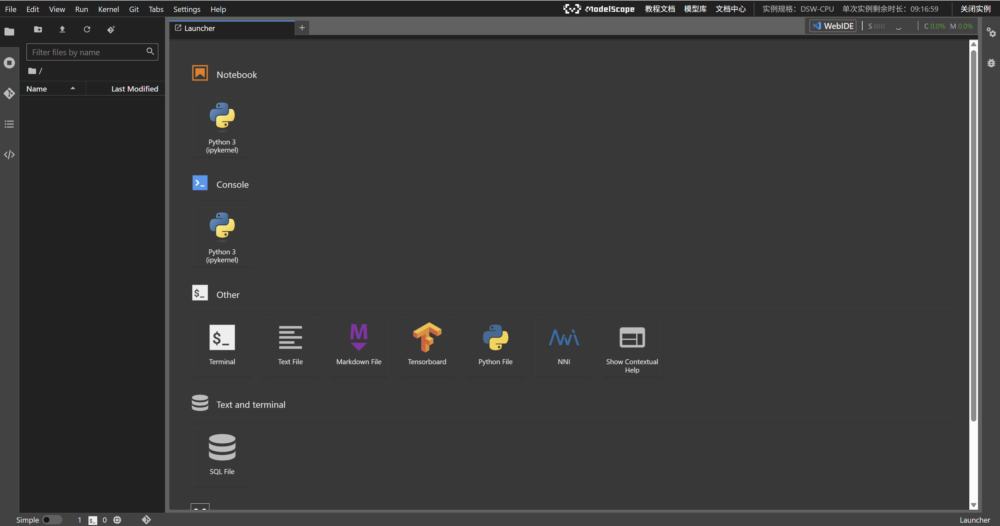 File Edit View Run Kernel Git Tabs Settings Help
ModelScope 教程文档 模型库 文档中心 实例规格：DSW-CPU 单次实例剩余时长：09:16:59 关闭实例
Launcher
WebIDE S C 0.0% M 0.0%
Filter files by name
/
Name Last Modified
Notebook
Python 3
(ipykernel)
Console
Python 3
(ipykernel)
Other
$_
Terminal
Text File
Markdown File
Tensorboard
Python File
NNI
Show Contextual
Help
Text and terminal
SQL File
Simple 1 $_ 0
Launcher